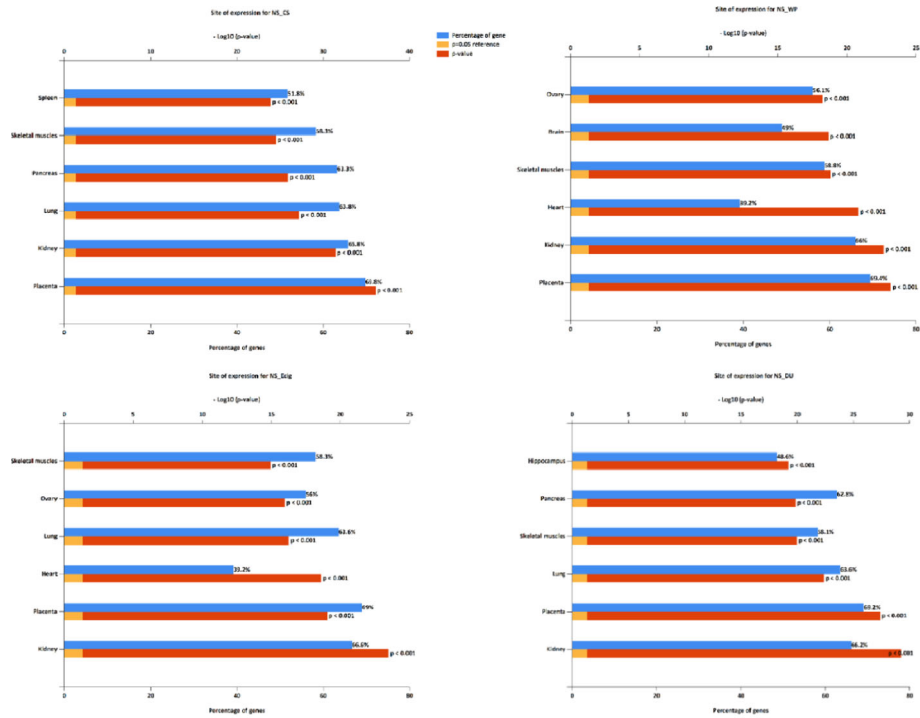 Site of expression for NS_CS
- Log10 (p-value)
0 10 20 30 40
Spleen 51.8%
p < 0.001
Skeletal muscles 58.3%
p < 0.001
Pancreas 63.3%
p < 0.001
Lung 63.8%
p < 0.001
Kidney 65.8%
p < 0.001
Placenta 69.8%
p < 0.001
0 20 40 60 80
Percentage of genes
Percentage of gene
p=0.05 reference
p-value
Site of expression for NS_WP
- Log10 (p-value)
0 5 10 15 20 25
Ovary 56.1%
p < 0.001
Brain 49%
p < 0.001
Skeletal muscles 58.8%
p < 0.001
Heart 39.2%
p < 0.001
Kidney 66%
p < 0.001
Placenta
p < 0.001
0 20 40 60 80
Percentage of genes
Site of expression for NS_Ecig
- Log10 (p-value)
0 5 10 15 20 25
Skeletal muscles 58.3%
p < 0.001
Ovary 56%
p < 0.001
Lung 63.6%
p < 0.001
Heart 39.2%
p < 0.001
Placenta 69%
p < 0.001
Kidney 66.6%
p < 0.001
0 20 40 60 80
Percentage of genes
Site of expression for NS_DU
- Log10 (p-value)
0 5 10 15 20 25 30
Hippocampus 48.6%
p < 0.001
Pancreas 62.8%
p < 0.001
Skeletal muscles 58.1%
p < 0.001
Lung 63.6%
p < 0.001
Placenta 69.2%
p < 0.001
Kidney 66.2%
p < 0.001
0 20 40 60 80
Percentage of genes